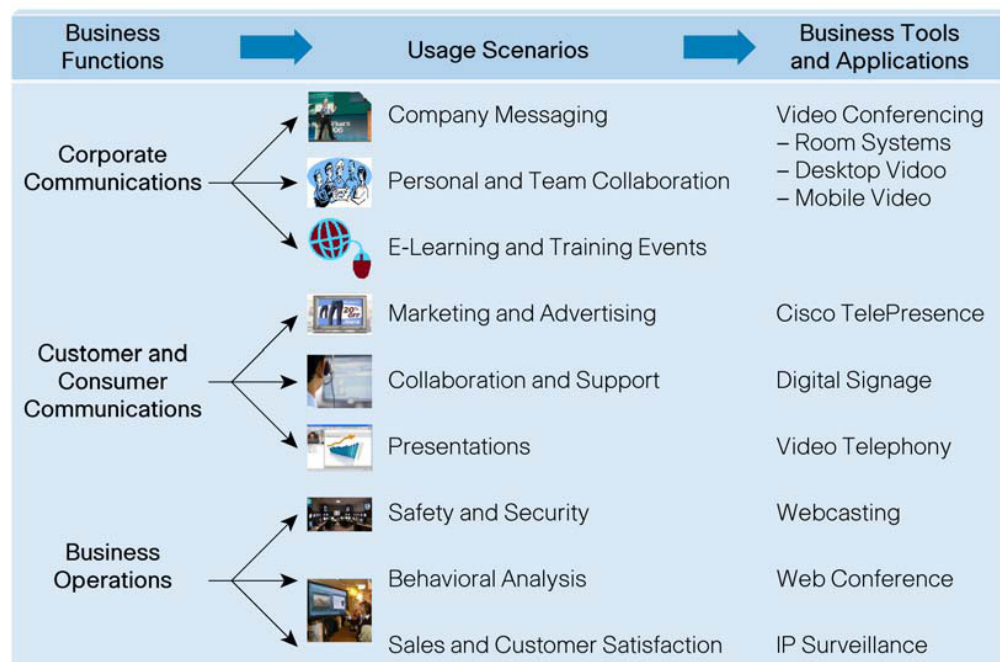 Business
Functions
Usage Scenarios
Business Tools
and Applications
Corporate
Communications
Company Messaging
Personal and Team Collaboration
E-Learning and Training Events
Video Conferencing
– Room Systems
– Desktop Vidoo
– Mobile Video
Customer and
Consumer
Communications
20%
OFF
Marketing and Advertising
Cisco TelePresence
Collaboration and Support
Digital Signage
Presentations
Video Telephony
Business
Operations
Safety and Security
Webcasting
Behavioral Analysis
Web Conference
Sales and Customer Satisfaction
IP Surveillance